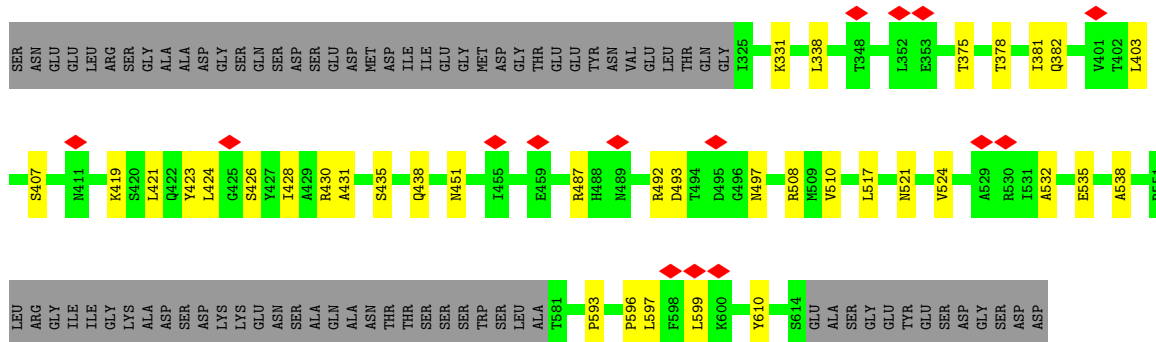 SER ASN GLU GLU LEU ARG SER GLY ALA ALA ASP GLY SER GLN SER ASP SER GLU ASP MET ASP ILE ILE GLU GLY MET ASP GLY THR GLU GLU TYR ASN VAL GLU LEU THR GLN GLY I325 K331 L338 T348 L352 E353 T375 T378 I381 Q382 V401 T402 L403
S407 N411 K419 S420 L421 Q422 Y423 L424 G425 S426 Y427 I428 A429 R430 A431 S435 Q438 N451 I455 E459 R487 H488 N489 R492 D493 T494 D495 G496 N497 R508 M509 V510 L517 N521 V524 A529 R530 I531 A532 E535 A538
LEU ARG GLY ILE ILE GLY LYS ALA ASP SER ASP LYS LYS GLU ASN SER ALA GLN ALA ASN THR THR SER SER SER TRP SER LEU ALA T581 P593 P596 L597 F598 L599 K600 Y610 S614 GLU ALA SER GLY GLU TYR GLU SER ASP GLY SER ASP ASP